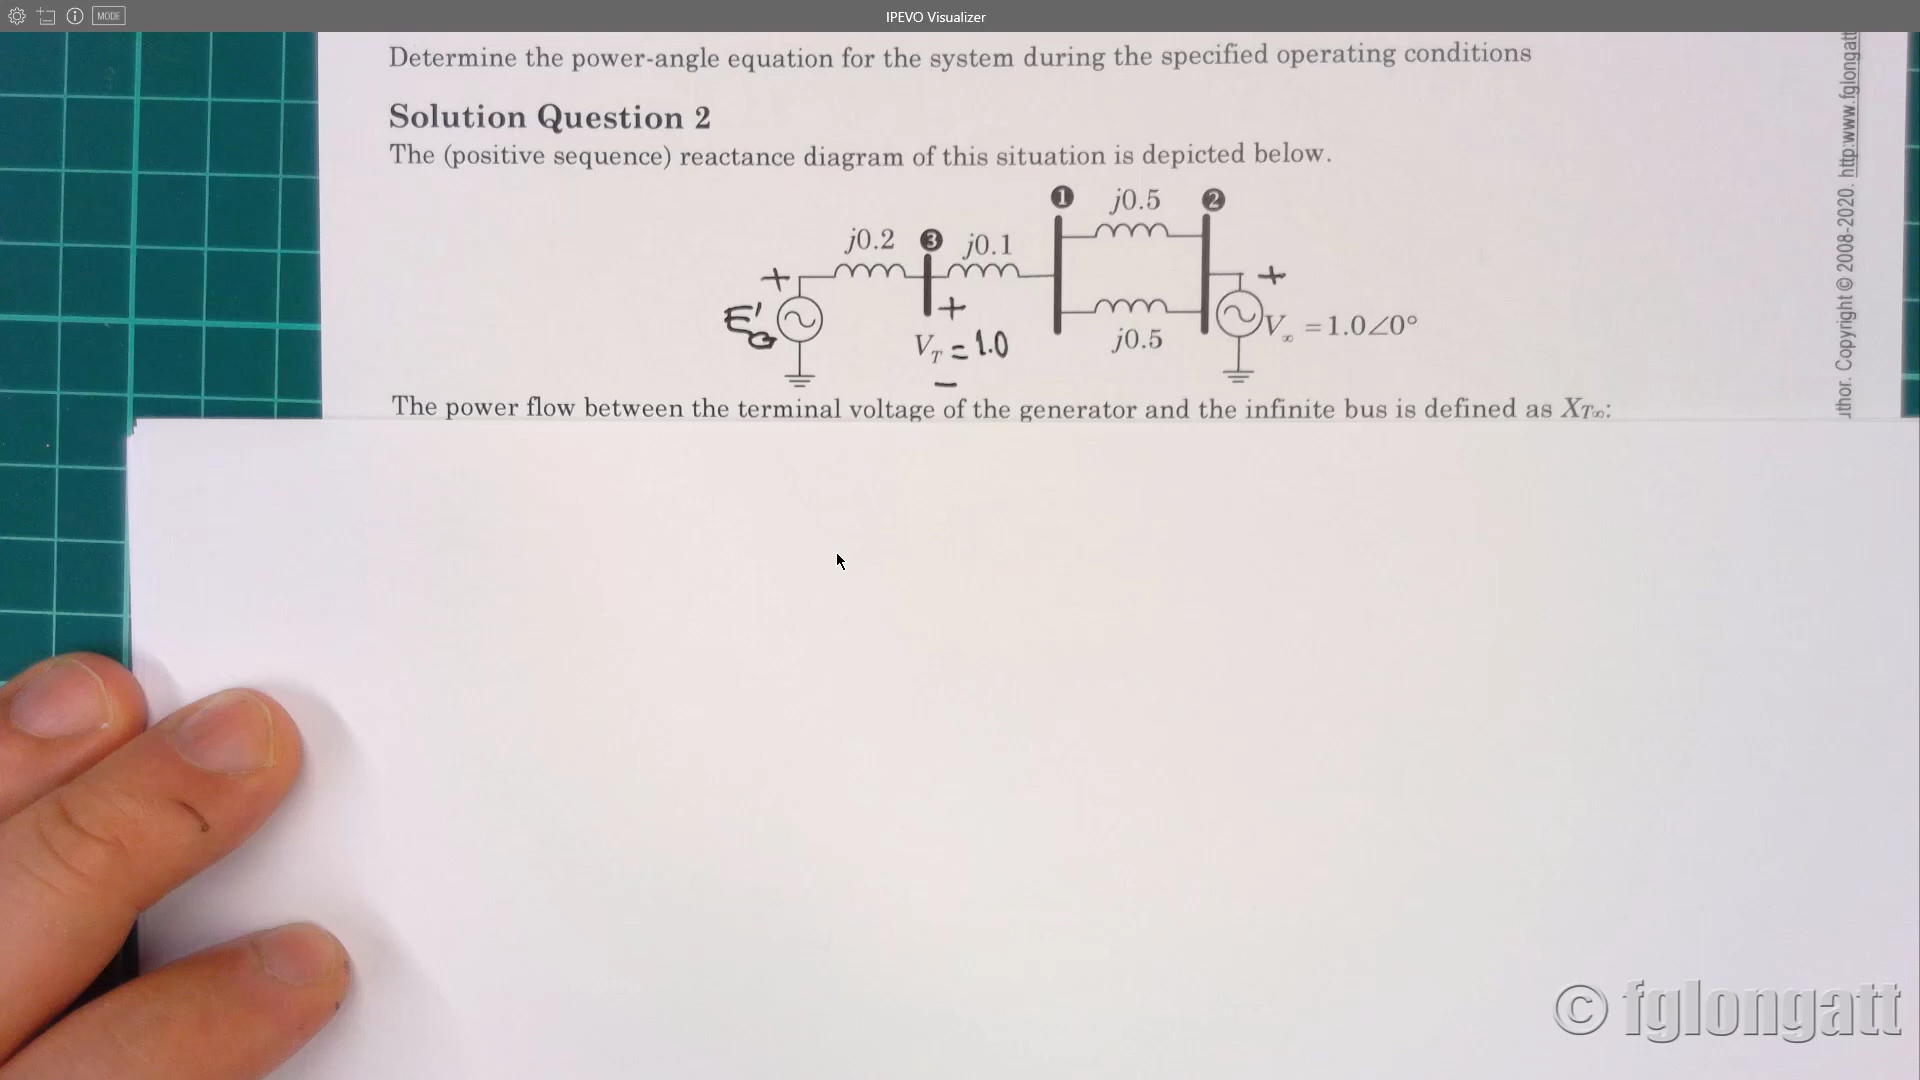 MODE
IPEVO Visualizer
Determine the power-angle equation for the system during the specified operating conditions
Solution Question 2
The (positive sequence) reactance diagram of this situation is depicted below.
1 j0.5 2
j0.2 3 j0.1
+ +
+
E'G V∞ = 1.0∠0°
VT = 1.0
j0.5
−
The power flow between the terminal voltage of the generator and the infinite bus is defined as XT∞:
thor. Copyright © 2008-2020. http:www.fglongatt
© fglongatt